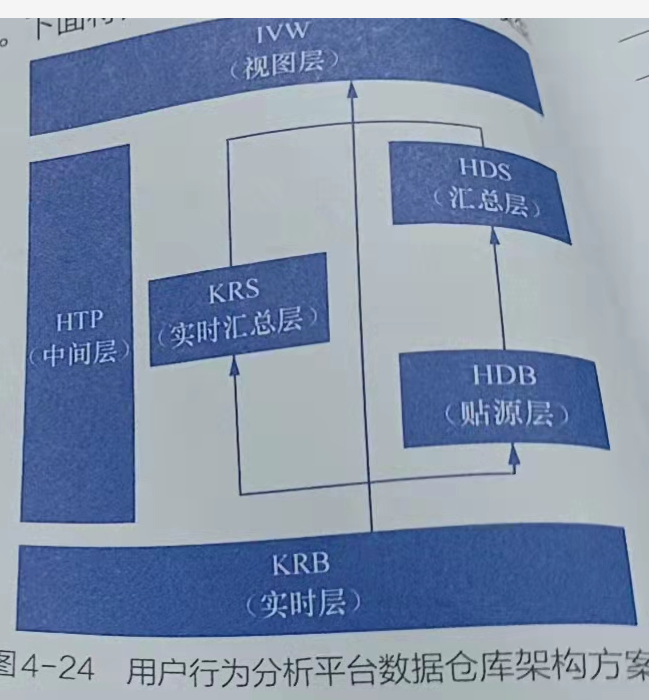 。下面将
IVW
（视图层）
HDS
（汇总层）
KRS
（实时汇总层）
HTP
（中间层）
HDB
（贴源层）
KRB
（实时层）
图4-24 用户行为分析平台数据仓库架构方案